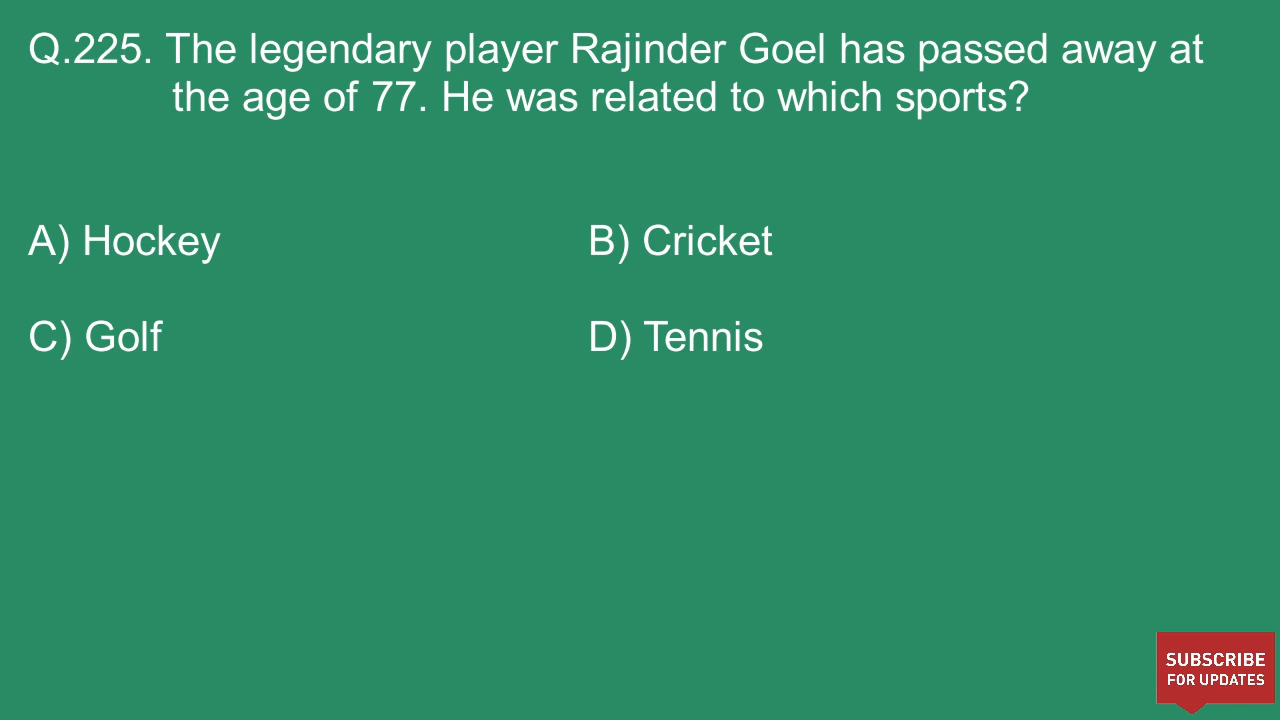 Q.225. The legendary player Rajinder Goel has passed away at
the age of 77. He was related to which sports?
A) Hockey B) Cricket
C) Golf D) Tennis
SUBSCRIBE
FOR UPDATES